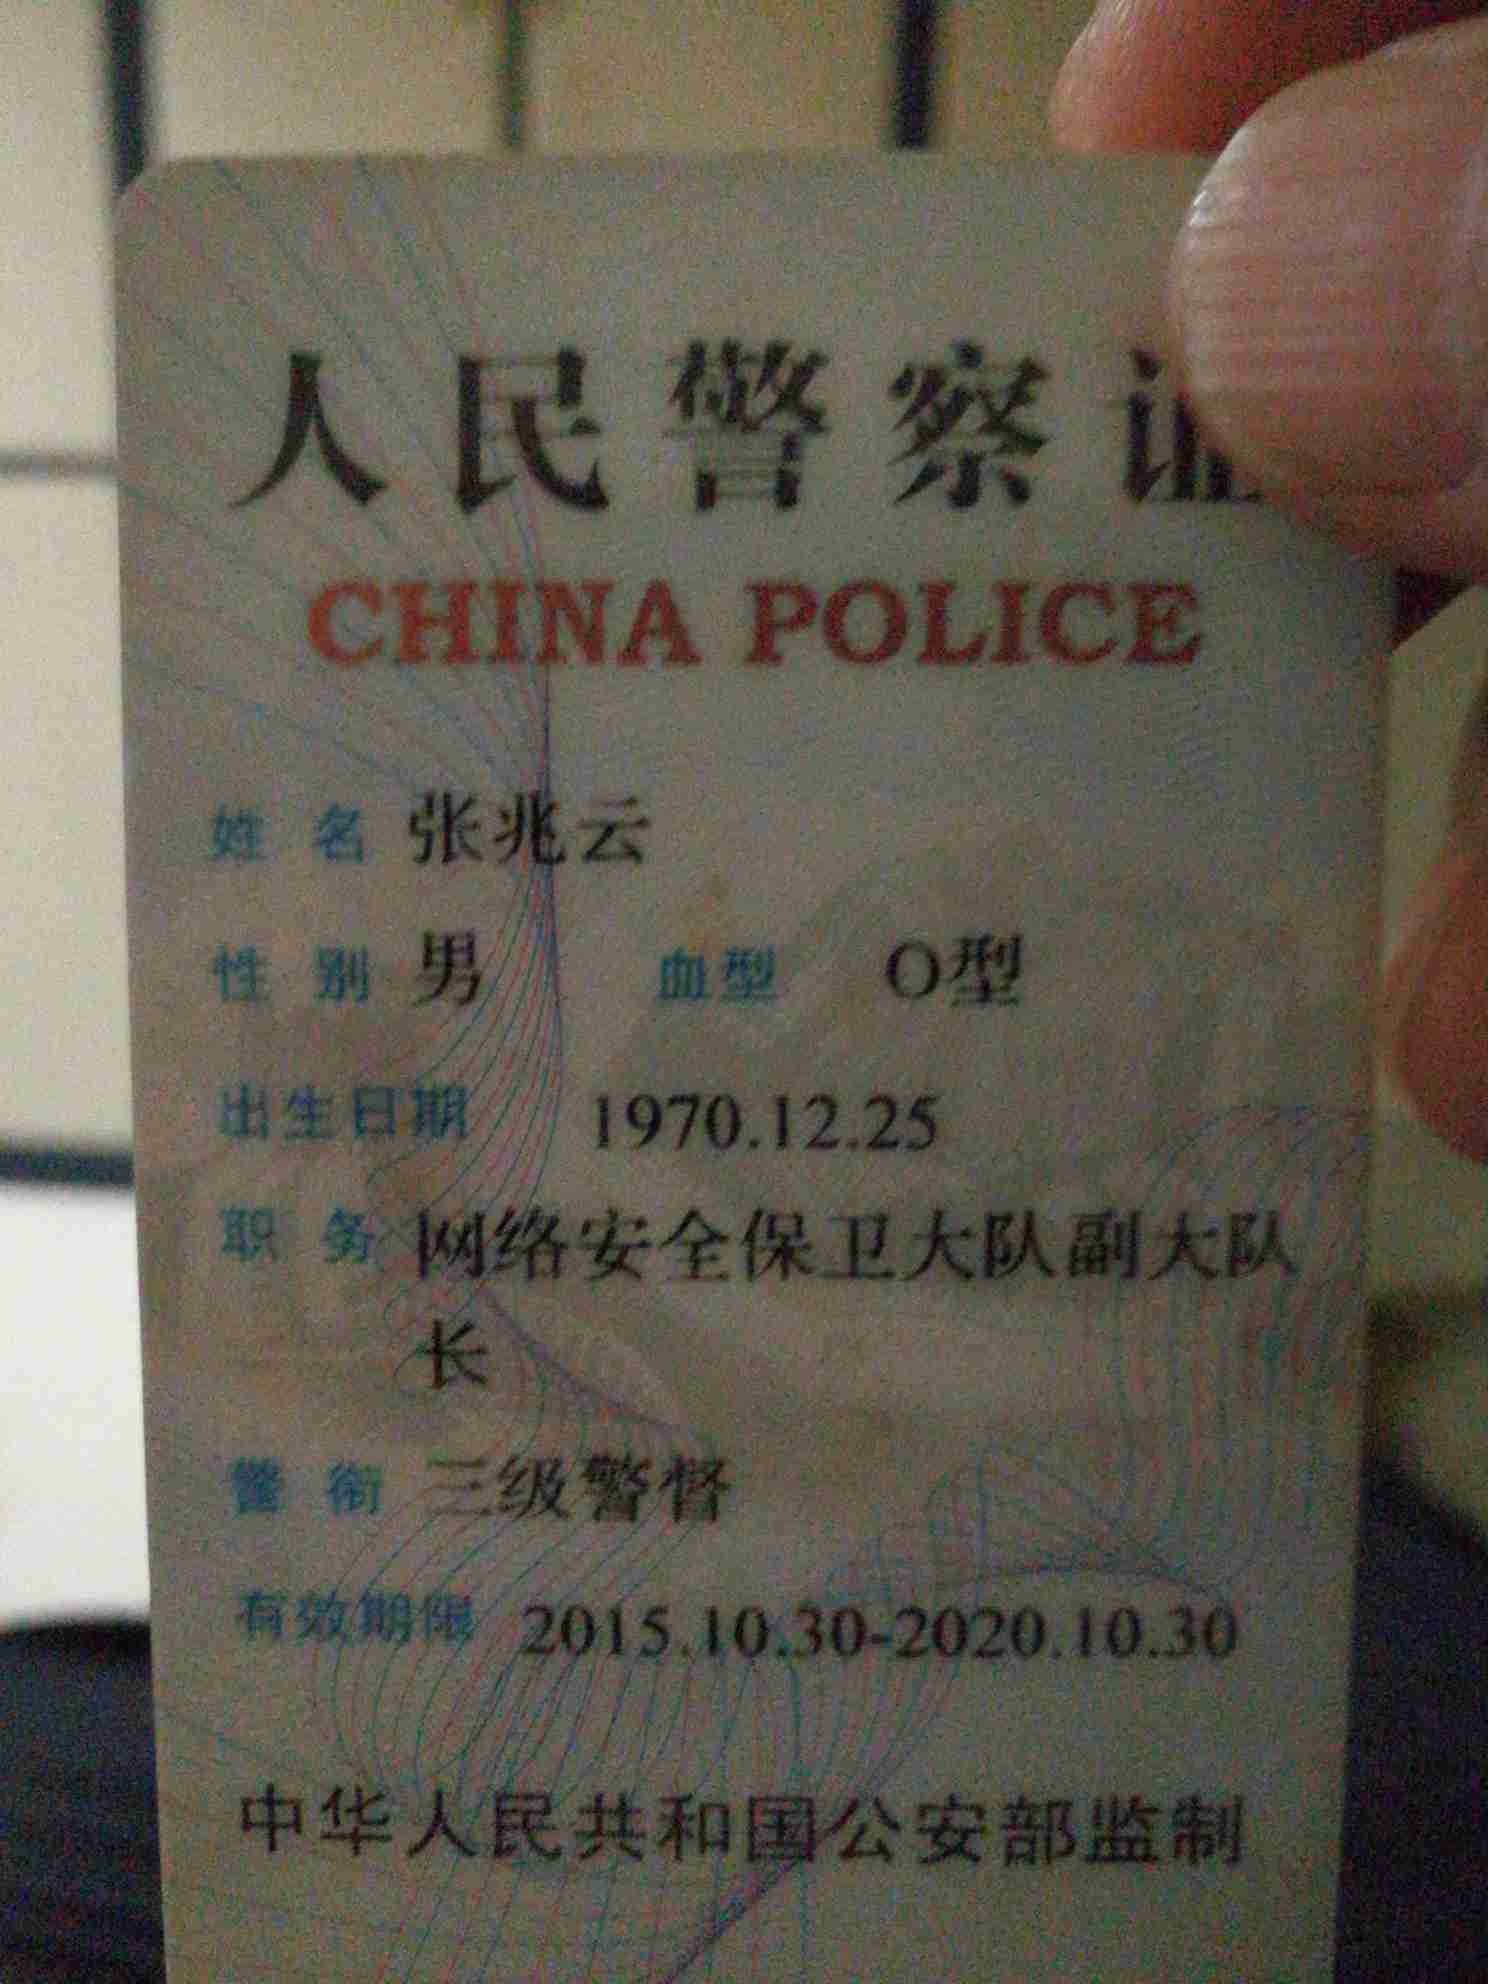 人民警察证
CHINA POLICE
姓名 张兆云
性别 男 血型 O型
出生日期 1970.12.25
职务 网络安全保卫大队副大队
长
警衔 三级警督
有效期限 2015.10.30-2020.10.30
中华人民共和国公安部监制